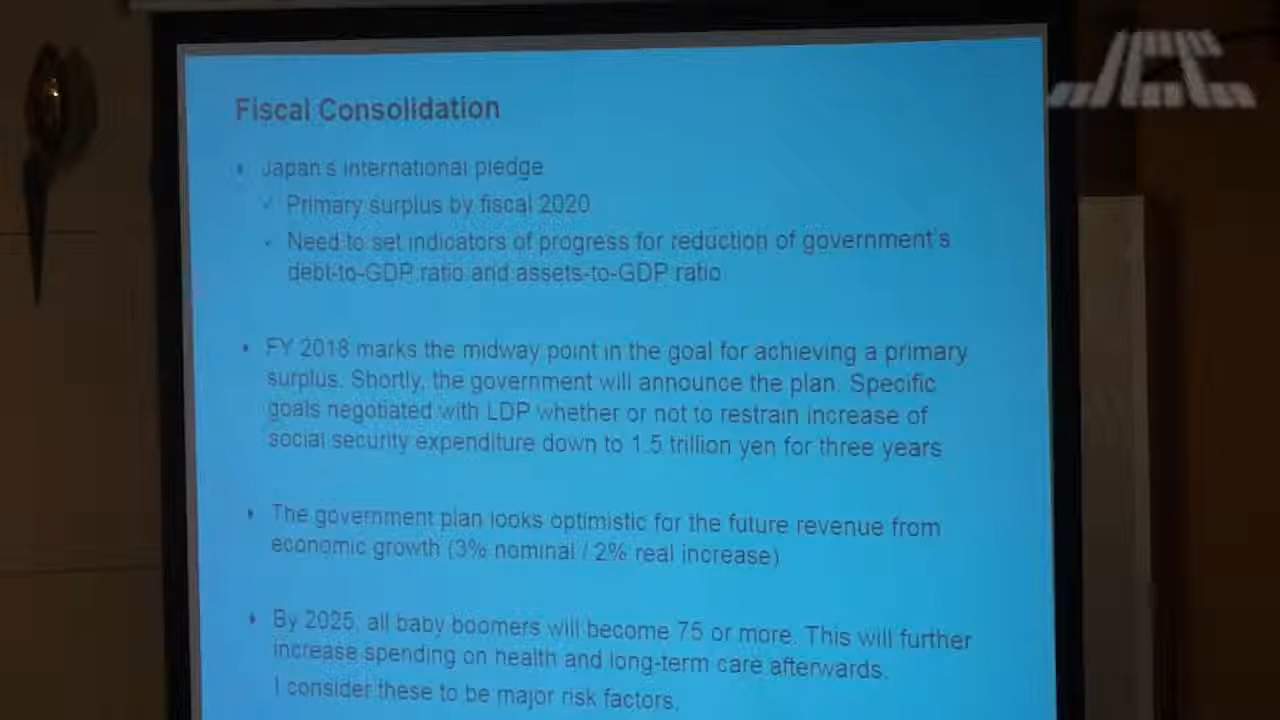 Fiscal Consolidation
Japan's international pledge
Primary surplus by fiscal 2020
Need to set indicators of progress for reduction of government's
debt-to-GDP ratio and assets-to-GDP ratio
FY 2018 marks the midway point in the goal for achieving a primary
surplus. Shortly, the government will announce the plan. Specific
goals negotiated with LDP whether or not to restrain increase of
social security expenditure down to 1.5 trillion yen for three years
The government plan looks optimistic for the future revenue from
economic growth (3% nominal / 2% real increase)
By 2025, all baby boomers will become 75 or more. This will further
increase spending on health and long-term care afterwards.
I consider these to be major risk factors.